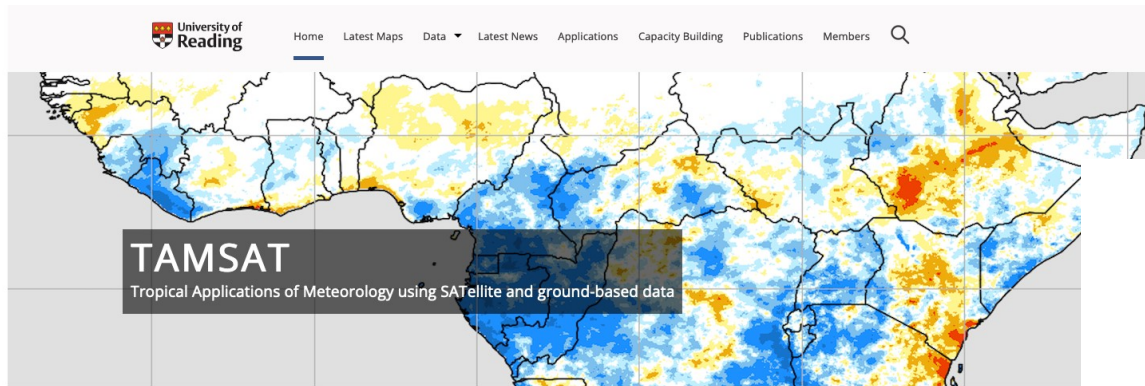 University of
Reading
Home Latest Maps Data Latest News Applications Capacity Building Publications Members
TAMSAT
Tropical Applications of Meteorology using SATellite and ground-based data